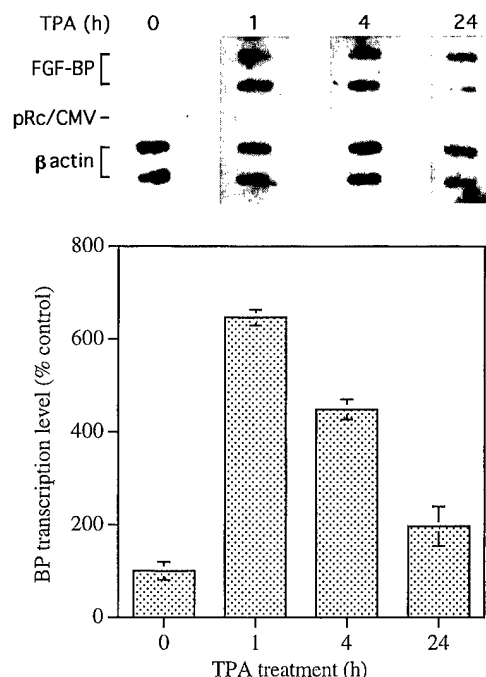 TPA (h) 0 1 4 24
FGF-BP
pRc/CMV
β actin
800
600
400
200
0
BP transcription level (% control)
0 1 4 24
TPA treatment (h)